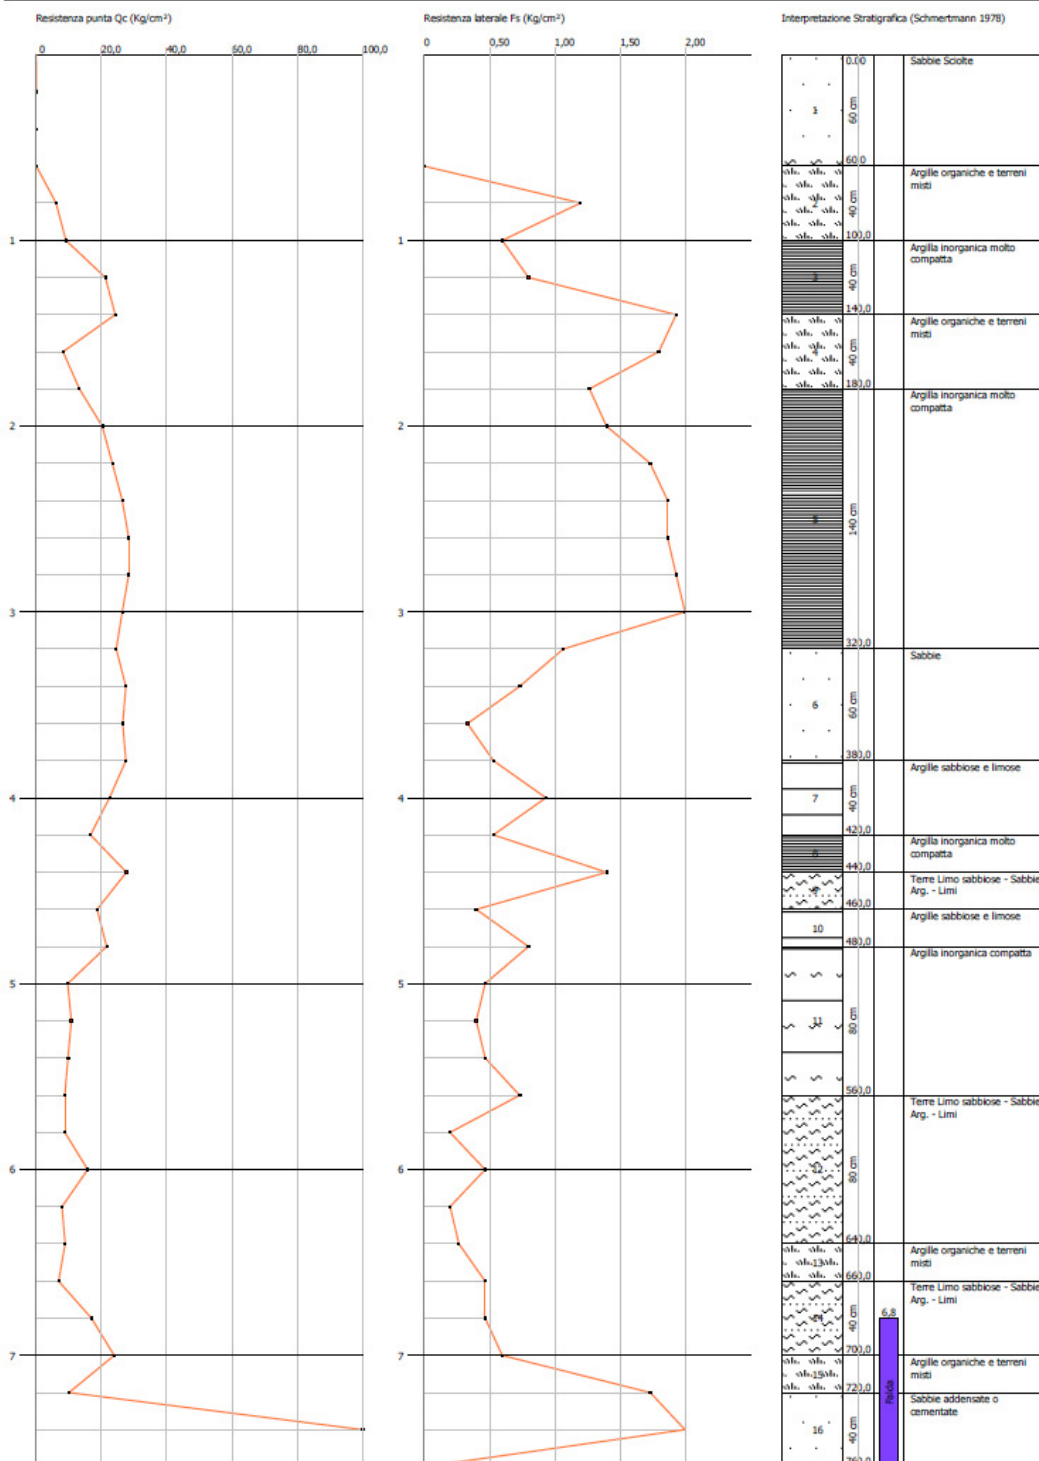 Resistenza punta Qc (Kg/cm²)
0 20,0 40,0 60,0 80,0 100,0
1
2
3
4
5
6
7
Resistenza laterale Fs (Kg/cm²)
0 0,50 1,00 1,50 2,00
1
2
3
4
5
6
7
Interpretazione Stratigrafica (Schmertmann 1978)
0.00
1
60 cm
Sabbie Sciolte
60,0
2
40 cm
Argille organiche e terreni
misti
100,0
3
40 cm
Argilla inorganica molto
compatta
140,0
4
40 cm
Argille organiche e terreni
misti
180,0
5
140 cm
Argilla inorganica molto
compatta
320,0
6
60 cm
Sabbie
380,0
7
40 cm
Argille sabbiose e limose
420,0
8
Argilla inorganica molto
compatta
440,0
9
Terre Limo sabbiose - Sabbie
Arg. - Limi
460,0
10
Argille sabbiose e limose
480,0
11
80 cm
Argilla inorganica compatta
560,0
12
80 cm
Terre Limo sabbiose - Sabbie
Arg. - Limi
640,0
13
Argille organiche e terreni
misti
660,0
14
40 cm
Terre Limo sabbiose - Sabbie
Arg. - Limi
6,8
700,0
15
Argille organiche e terreni
misti
720,0
16
40 cm
Falda
Sabbie addensate o
cementate
760,0